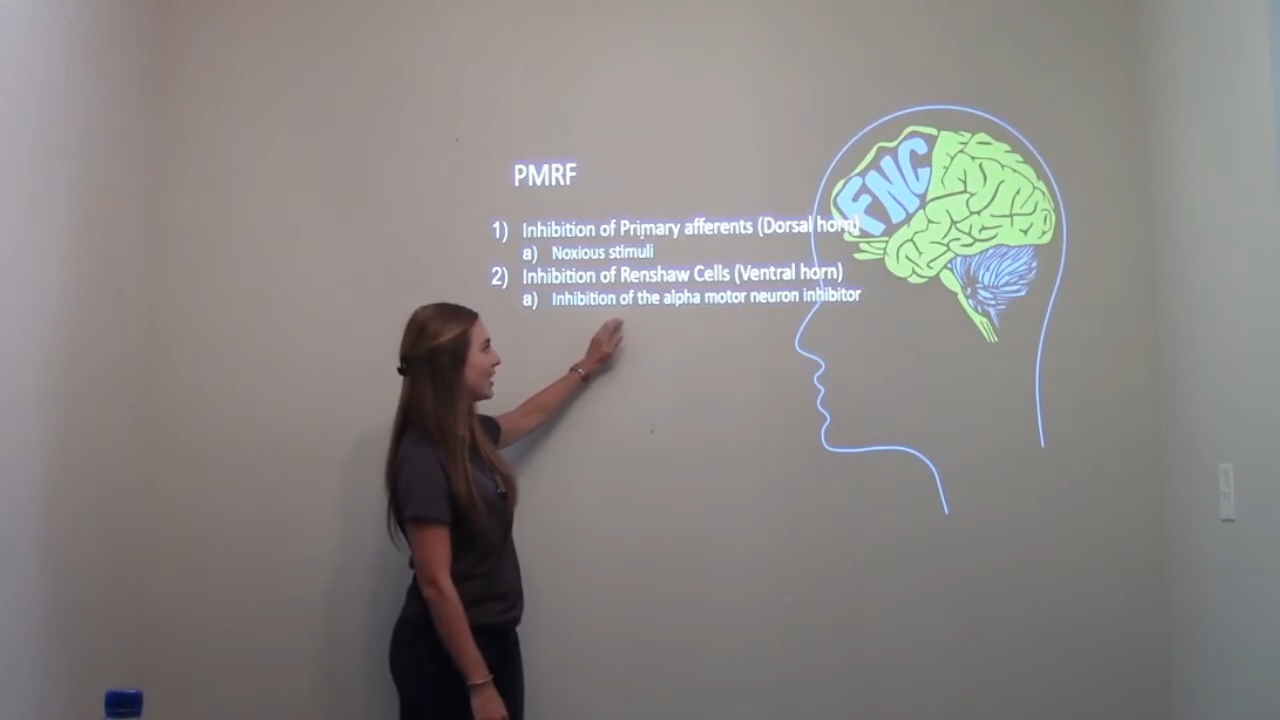 PMRF
FNC
1) Inhibition of Primary afferents (Dorsal horn)
a) Noxious stimuli
2) Inhibition of Renshaw Cells (Ventral horn)
a) Inhibition of the alpha motor neuron inhibitor